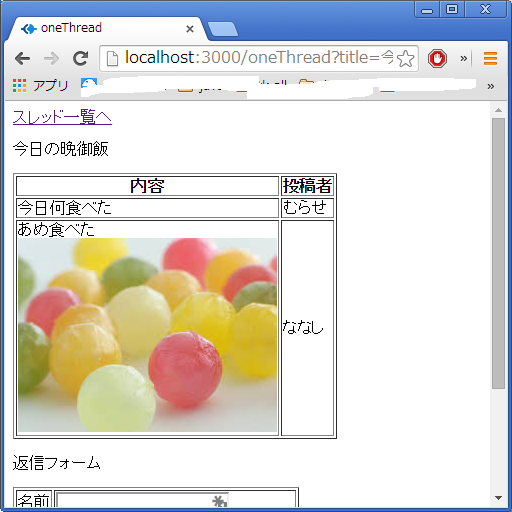 oneThread
localhost:3000/oneThread?title=今
アプリ
スレッド一覧へ
今日の晩御飯
内容 投稿者
今日何食べた むらせ
あめ食べた
ななし
返信フォーム
名前